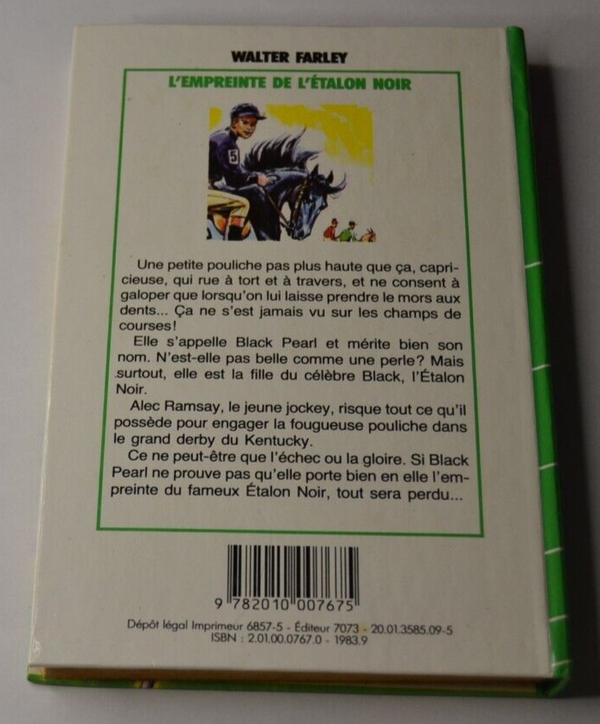 WALTER FARLEY
L'EMPREINTE DE L'ÉTALON NOIR
5
Une petite pouliche pas plus haute que ça, capri-
cieuse, qui rue à tort et à travers, et ne consent à
galoper que lorsqu'on lui laisse prendre le mors aux
dents... Ça ne s'est jamais vu sur les champs de
courses!
Elle s'appelle Black Pearl et mérite bien son
nom. N'est-elle pas belle comme une perle? Mais
surtout, elle est la fille du célèbre Black, l'Étalon
Noir.
Alec Ramsay, le jeune jockey, risque tout ce qu'il
possède pour engager la fougueuse pouliche dans
le grand derby du Kentucky.
Ce ne peut-être que l'échec ou la gloire. Si Black
Pearl ne prouve pas qu'elle porte bien en elle l'em-
preinte du fameux Étalon Noir, tout sera perdu...
9 782010 007675
Dépôt légal Imprimeur 6857-5 - Éditeur 7073 - 20.01.3585.09-5
ISBN : 2.01.00.0767.0 - 1983.9